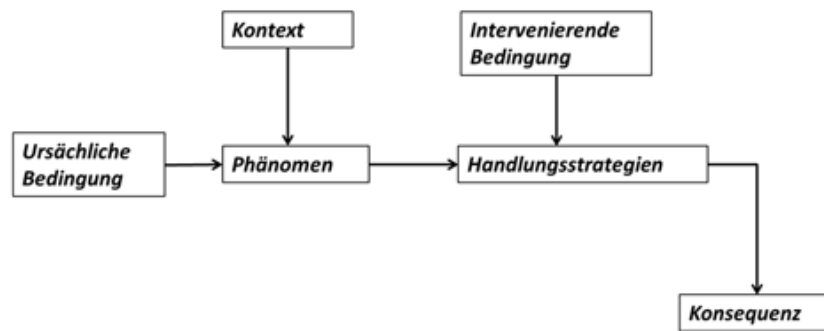 Kontext
Intervenierende
Bedingung
Ursächliche
Bedingung
Phänomen
Handlungsstrategien
Konsequenz